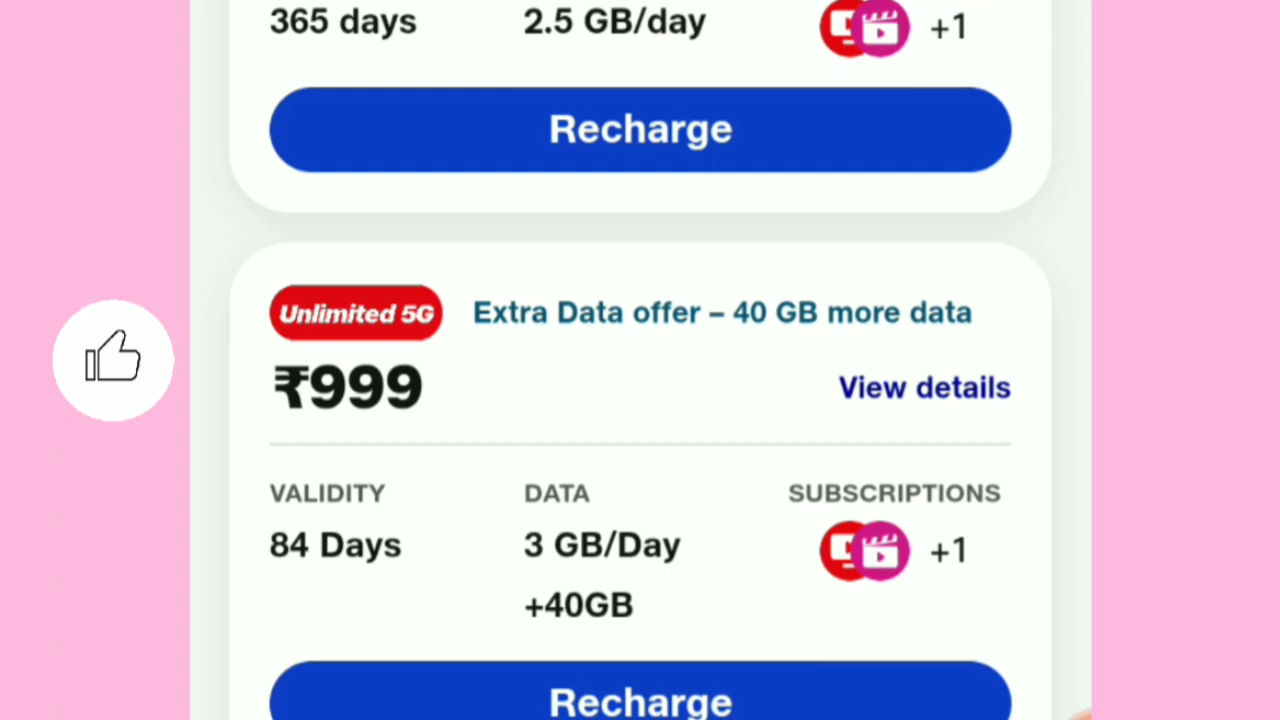 365 days 2.5 GB/day +1
Recharge
Unlimited 5G Extra Data offer – 40 GB more data
₹999 View details
VALIDITY DATA SUBSCRIPTIONS
84 Days 3 GB/Day +1
+40GB
Recharge